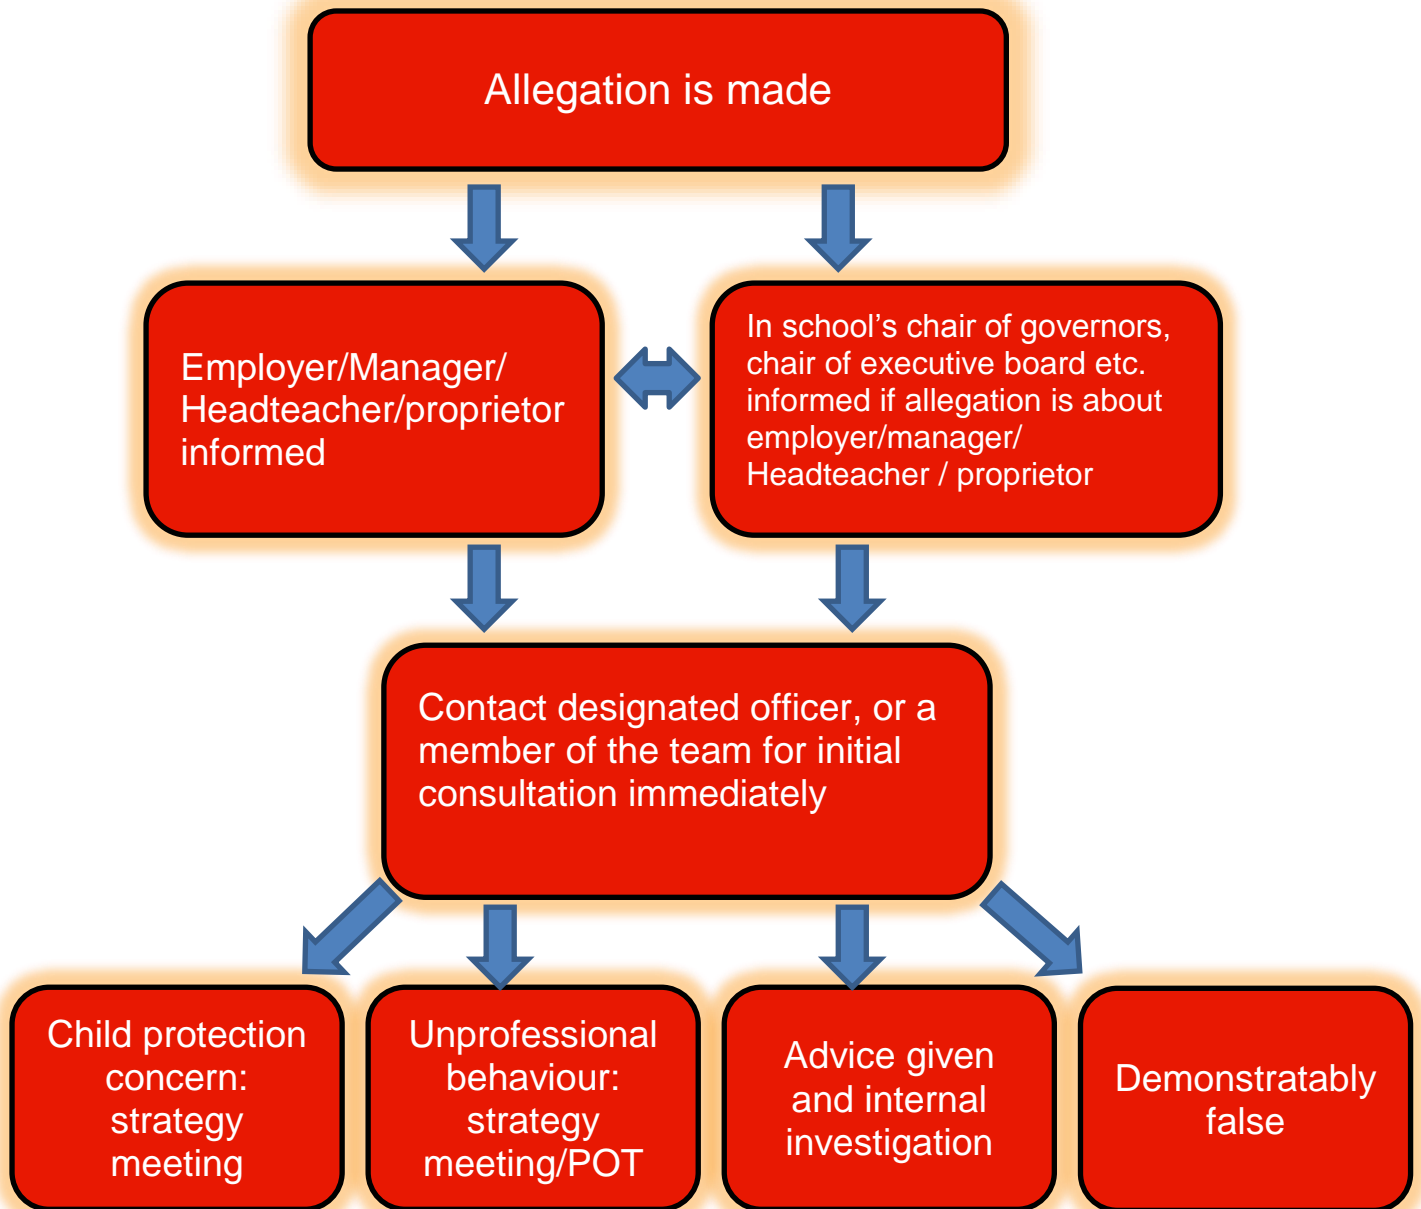 Allegation is made
Employer/Manager/
Headteacher/proprietor
informed
In school’s chair of governors,
chair of executive board etc.
informed if allegation is about
employer/manager/
Headteacher / proprietor
Contact designated officer, or a
member of the team for initial
consultation immediately
Child protection
concern:
strategy
meeting
Unprofessional
behaviour:
strategy
meeting/POT
Advice given
and internal
investigation
Demonstratably
false